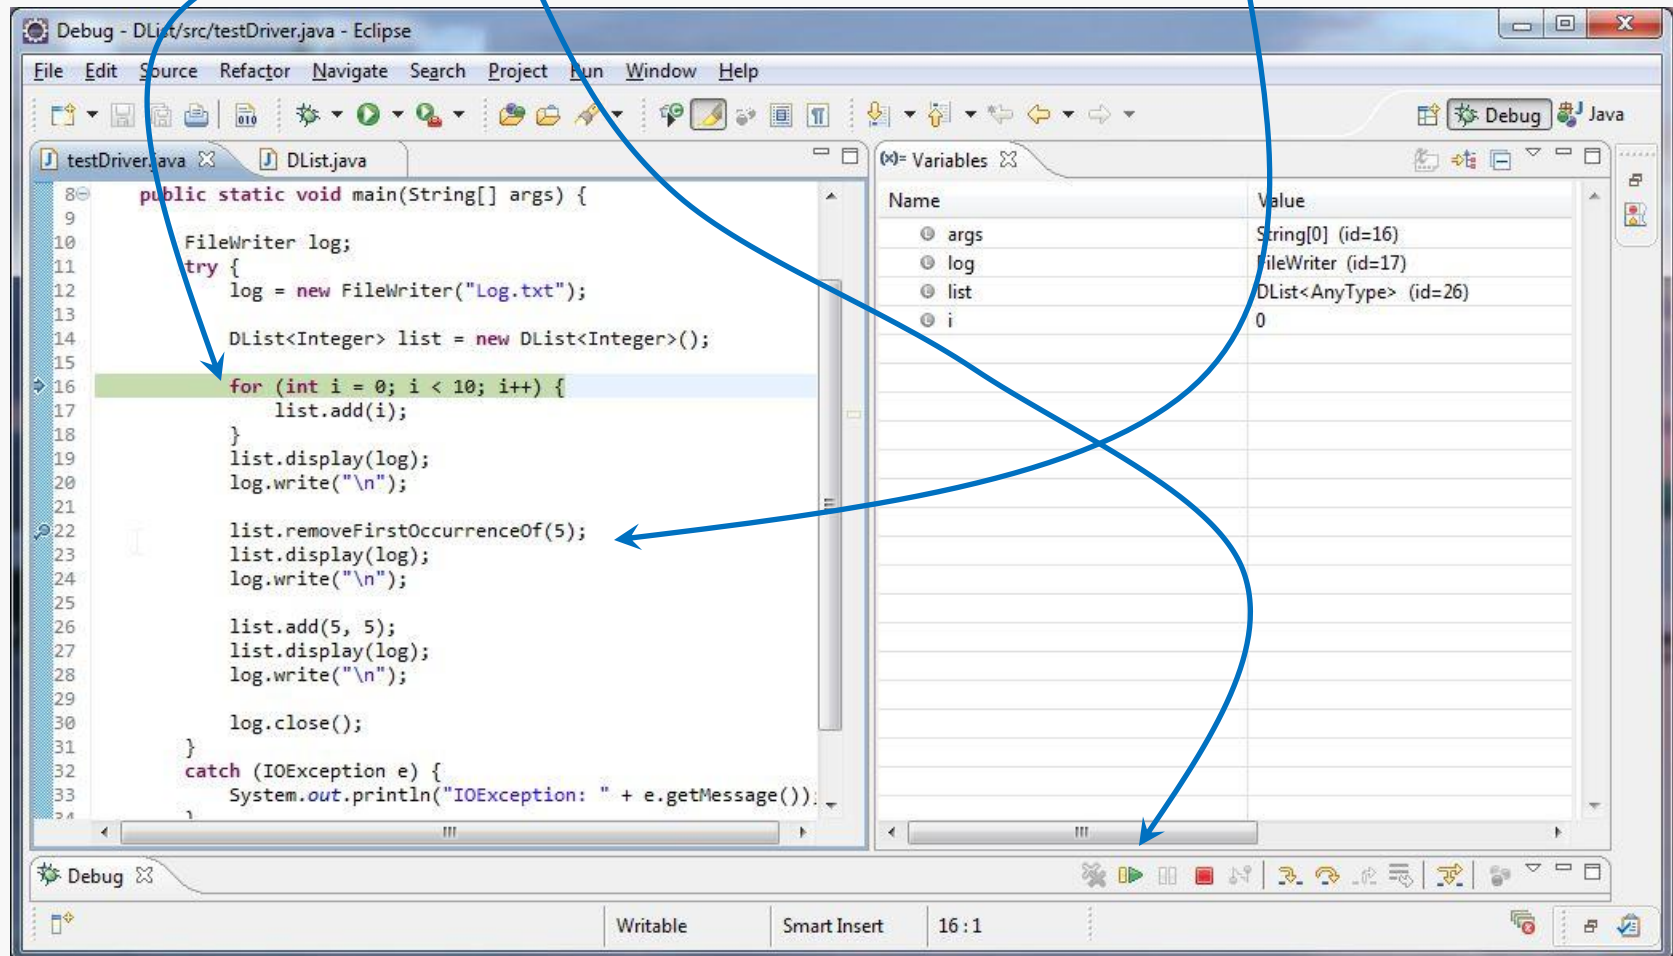 Debug - DList/src/testDriver.java - Eclipse
File Edit Source Refactor Navigate Search Project Run Window Help
Debug Java
testDriver.java DList.java
(x)= Variables
8 public static void main(String[] args) {
9
10 FileWriter log;
11 try {
12 log = new FileWriter("Log.txt");
13
14 DList<Integer> list = new DList<Integer>();
15
16 for (int i = 0; i < 10; i++) {
17 list.add(i);
18 }
19 list.display(log);
20 log.write("\n");
21
22 list.removeFirstOccurrenceOf(5);
23 list.display(log);
24 log.write("\n");
25
26 list.add(5, 5);
27 list.display(log);
28 log.write("\n");
29
30 log.close();
31 }
32 catch (IOException e) {
33 System.out.println("IOException: " + e.getMessage());
34 }
Name Value
args String[0] (id=16)
log FileWriter (id=17)
list DList<AnyType> (id=26)
i 0
Debug
Writable Smart Insert 16 : 1